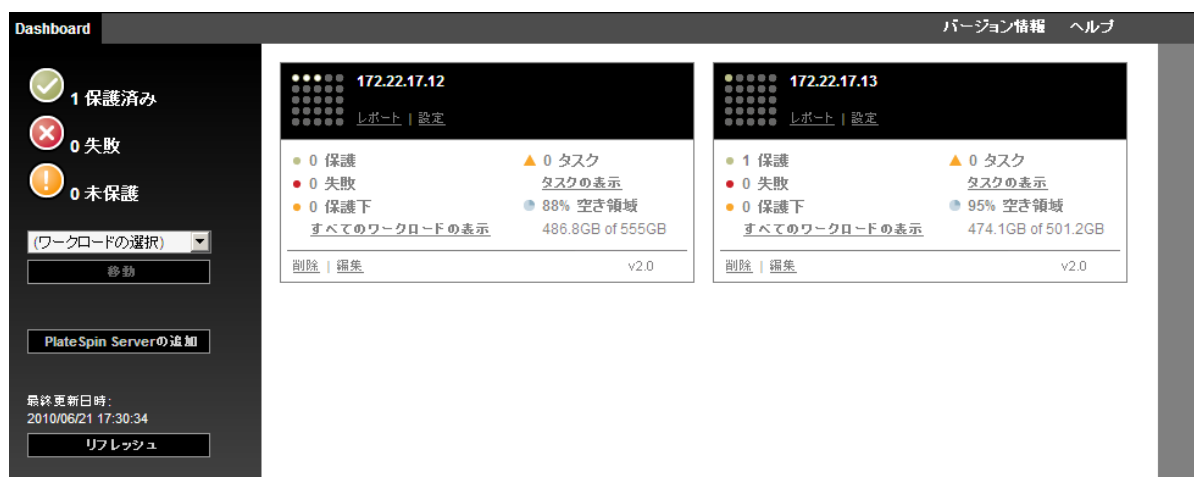 Dashboard
バージョン情報 ヘルプ
1 保護済み
0 失敗
0 未保護
(ワークロードの選択)
移動
PlateSpin Serverの追加
最終更新日時:
2010/06/21 17:30:34
リフレッシュ
172.22.17.12
レポート | 設定
0 保護
0 失敗
0 保護下
すべてのワークロードの表示
0 タスク
タスクの表示
88% 空き領域
486.8GB of 555GB
削除 | 編集
v2.0
172.22.17.13
レポート | 設定
1 保護
0 失敗
0 保護下
すべてのワークロードの表示
0 タスク
タスクの表示
95% 空き領域
474.1GB of 501.2GB
削除 | 編集
v2.0